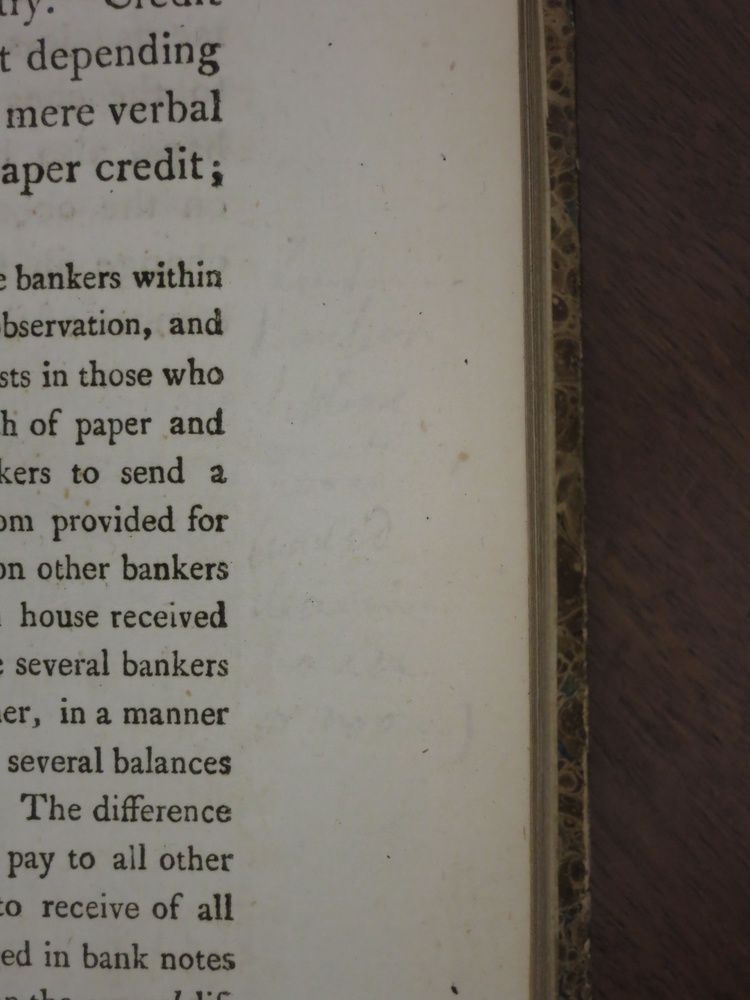 try. Credit
t depending
mere verbal
aper credit;
e bankers within
bservation, and
sts in those who
h of paper and
kers to send a
om provided for
on other bankers
house received
e several bankers
er, in a manner
several balances
The difference
pay to all other
to receive of all
ed in bank notes